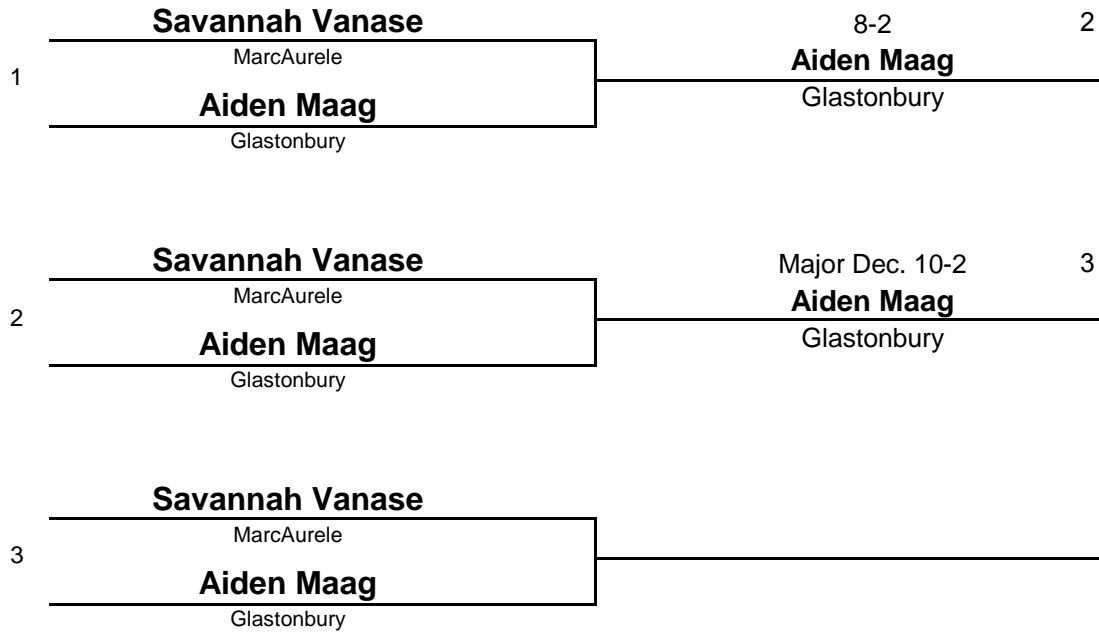 Savannah Vanase
MarcAurele
1
Aiden Maag
Glastonbury
8-2 2
Aiden Maag
Glastonbury
Savannah Vanase
MarcAurele
2
Aiden Maag
Glastonbury
Major Dec. 10-2 3
Aiden Maag
Glastonbury
Savannah Vanase
MarcAurele
3
Aiden Maag
Glastonbury